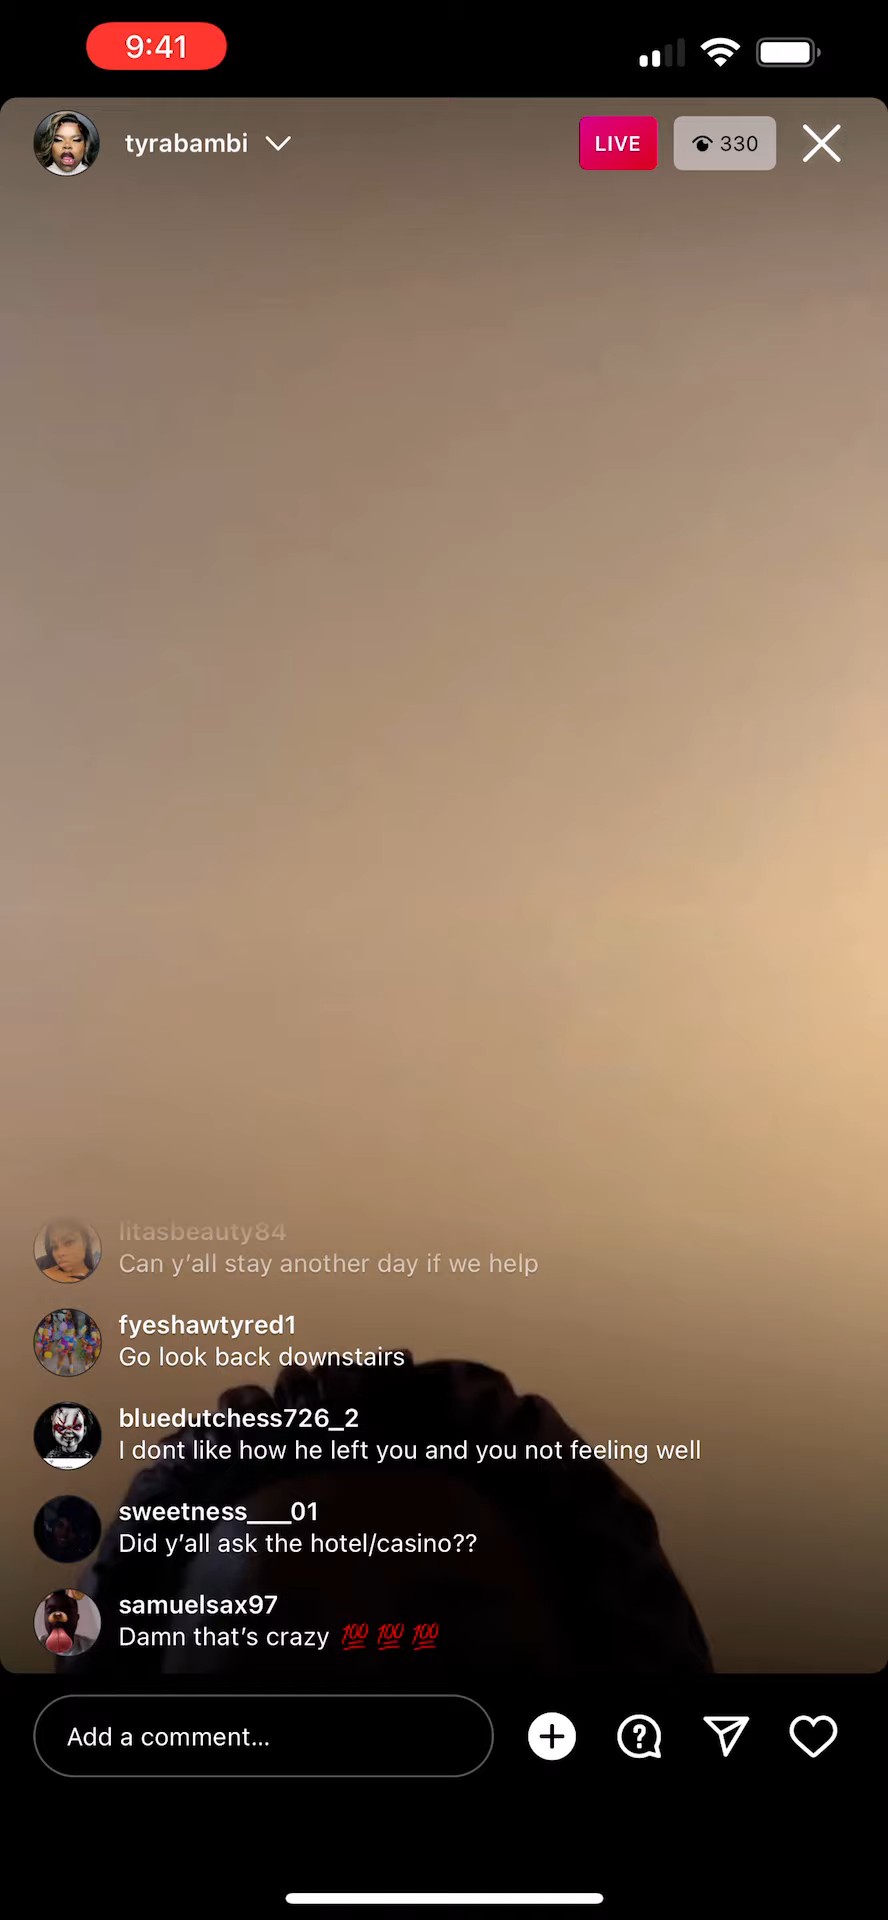 9:41
tyrabambi
LIVE
330
litasbeauty84
Can y’all stay another day if we help
fyeshawtyred1
Go look back downstairs
bluedutchess726_2
I dont like how he left you and you not feeling well
sweetness___01
Did y’all ask the hotel/casino??
samuelsax97
Damn that’s crazy 💯 💯 💯
Add a comment...